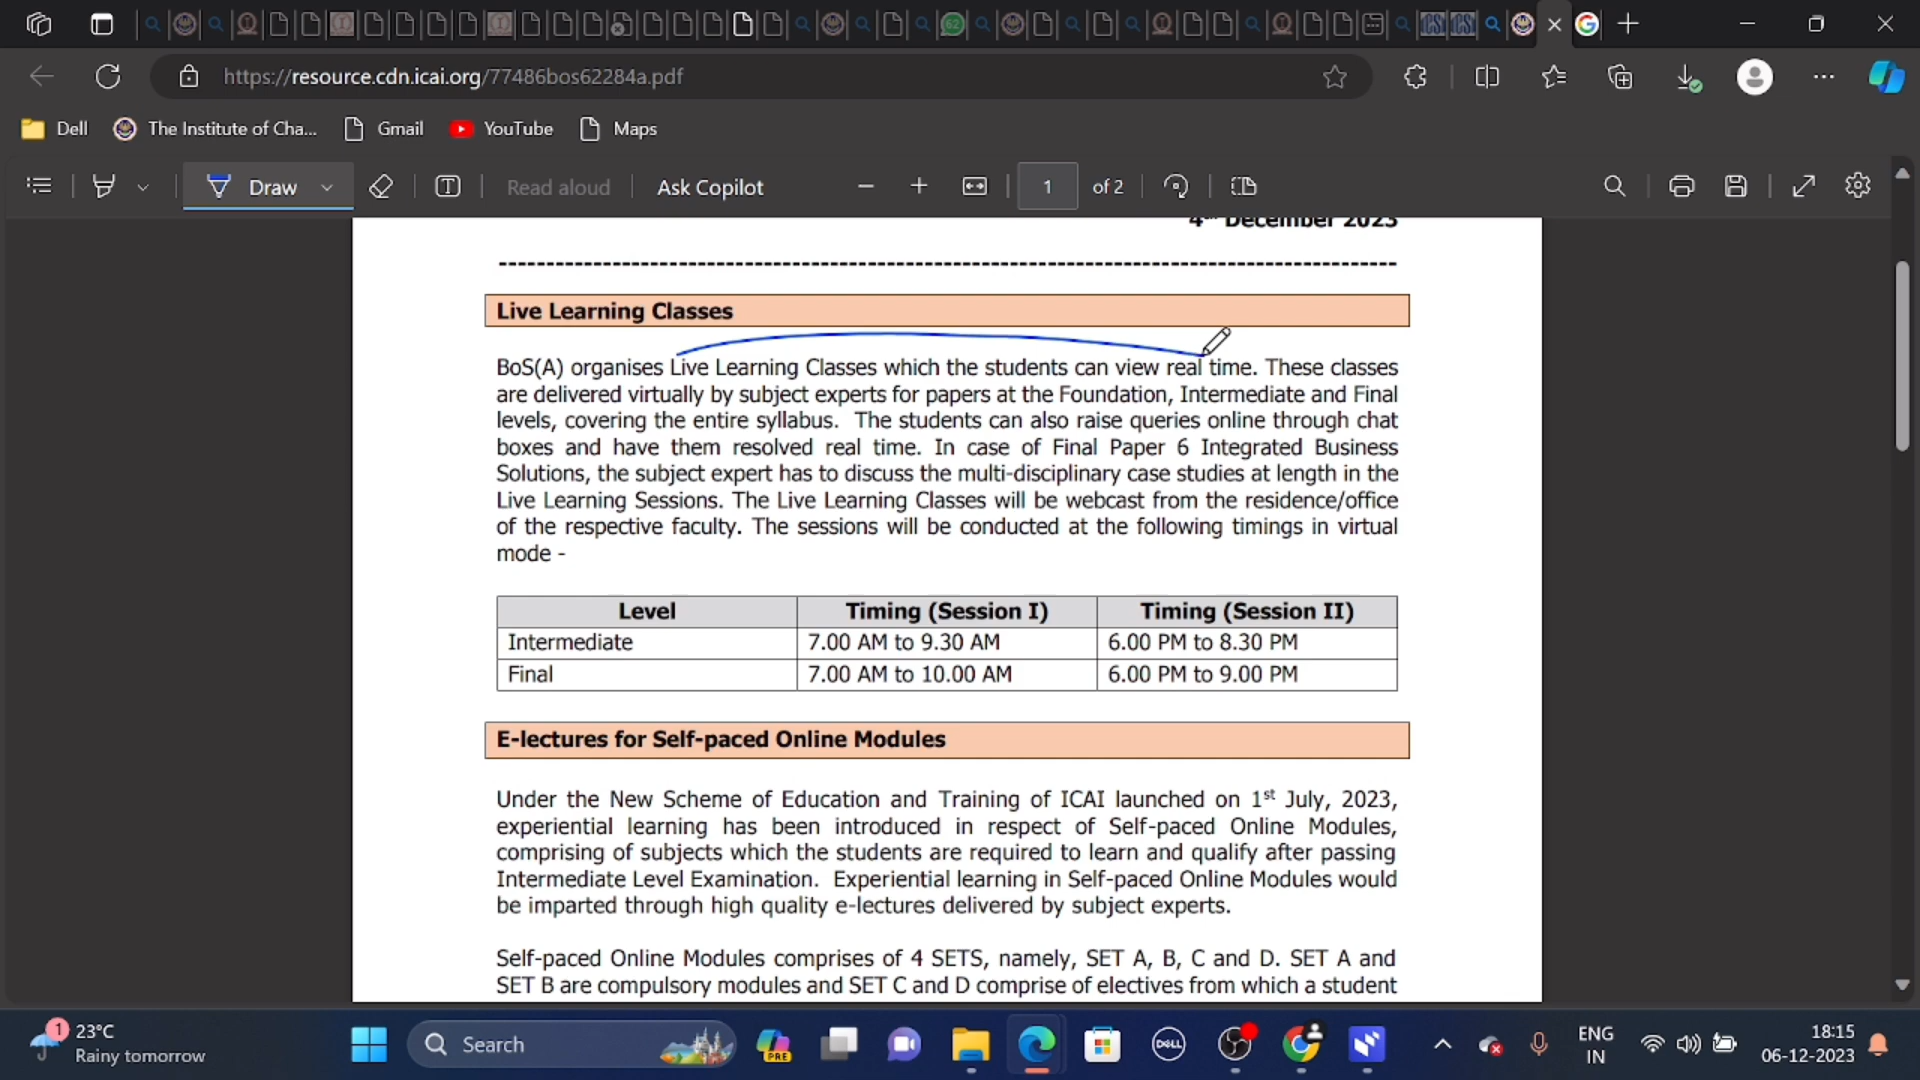 62
https://resource.cdn.icai.org/77486bos62284a.pdf
Dell
The Institute of Cha...
Gmail
YouTube
Maps
Draw
Read aloud
Ask Copilot
1
of 2
4th December 2023
Live Learning Classes
BoS(A) organises Live Learning Classes which the students can view real time. These classes
are delivered virtually by subject experts for papers at the Foundation, Intermediate and Final
levels, covering the entire syllabus. The students can also raise queries online through chat
boxes and have them resolved real time. In case of Final Paper 6 Integrated Business
Solutions, the subject expert has to discuss the multi-disciplinary case studies at length in the
Live Learning Sessions. The Live Learning Classes will be webcast from the residence/office
of the respective faculty. The sessions will be conducted at the following timings in virtual
mode -
Level Timing (Session I) Timing (Session II)
Intermediate 7.00 AM to 9.30 AM 6.00 PM to 8.30 PM
Final 7.00 AM to 10.00 AM 6.00 PM to 9.00 PM
E-lectures for Self-paced Online Modules
Under the New Scheme of Education and Training of ICAI launched on 1st July, 2023,
experiential learning has been introduced in respect of Self-paced Online Modules,
comprising of subjects which the students are required to learn and qualify after passing
Intermediate Level Examination. Experiential learning in Self-paced Online Modules would
be imparted through high quality e-lectures delivered by subject experts.
Self-paced Online Modules comprises of 4 SETS, namely, SET A, B, C and D. SET A and
SET B are compulsory modules and SET C and D comprise of electives from which a student
1
23°C
Rainy tomorrow
Search
PRE
DELL
ENG
IN
18:15
06-12-2023